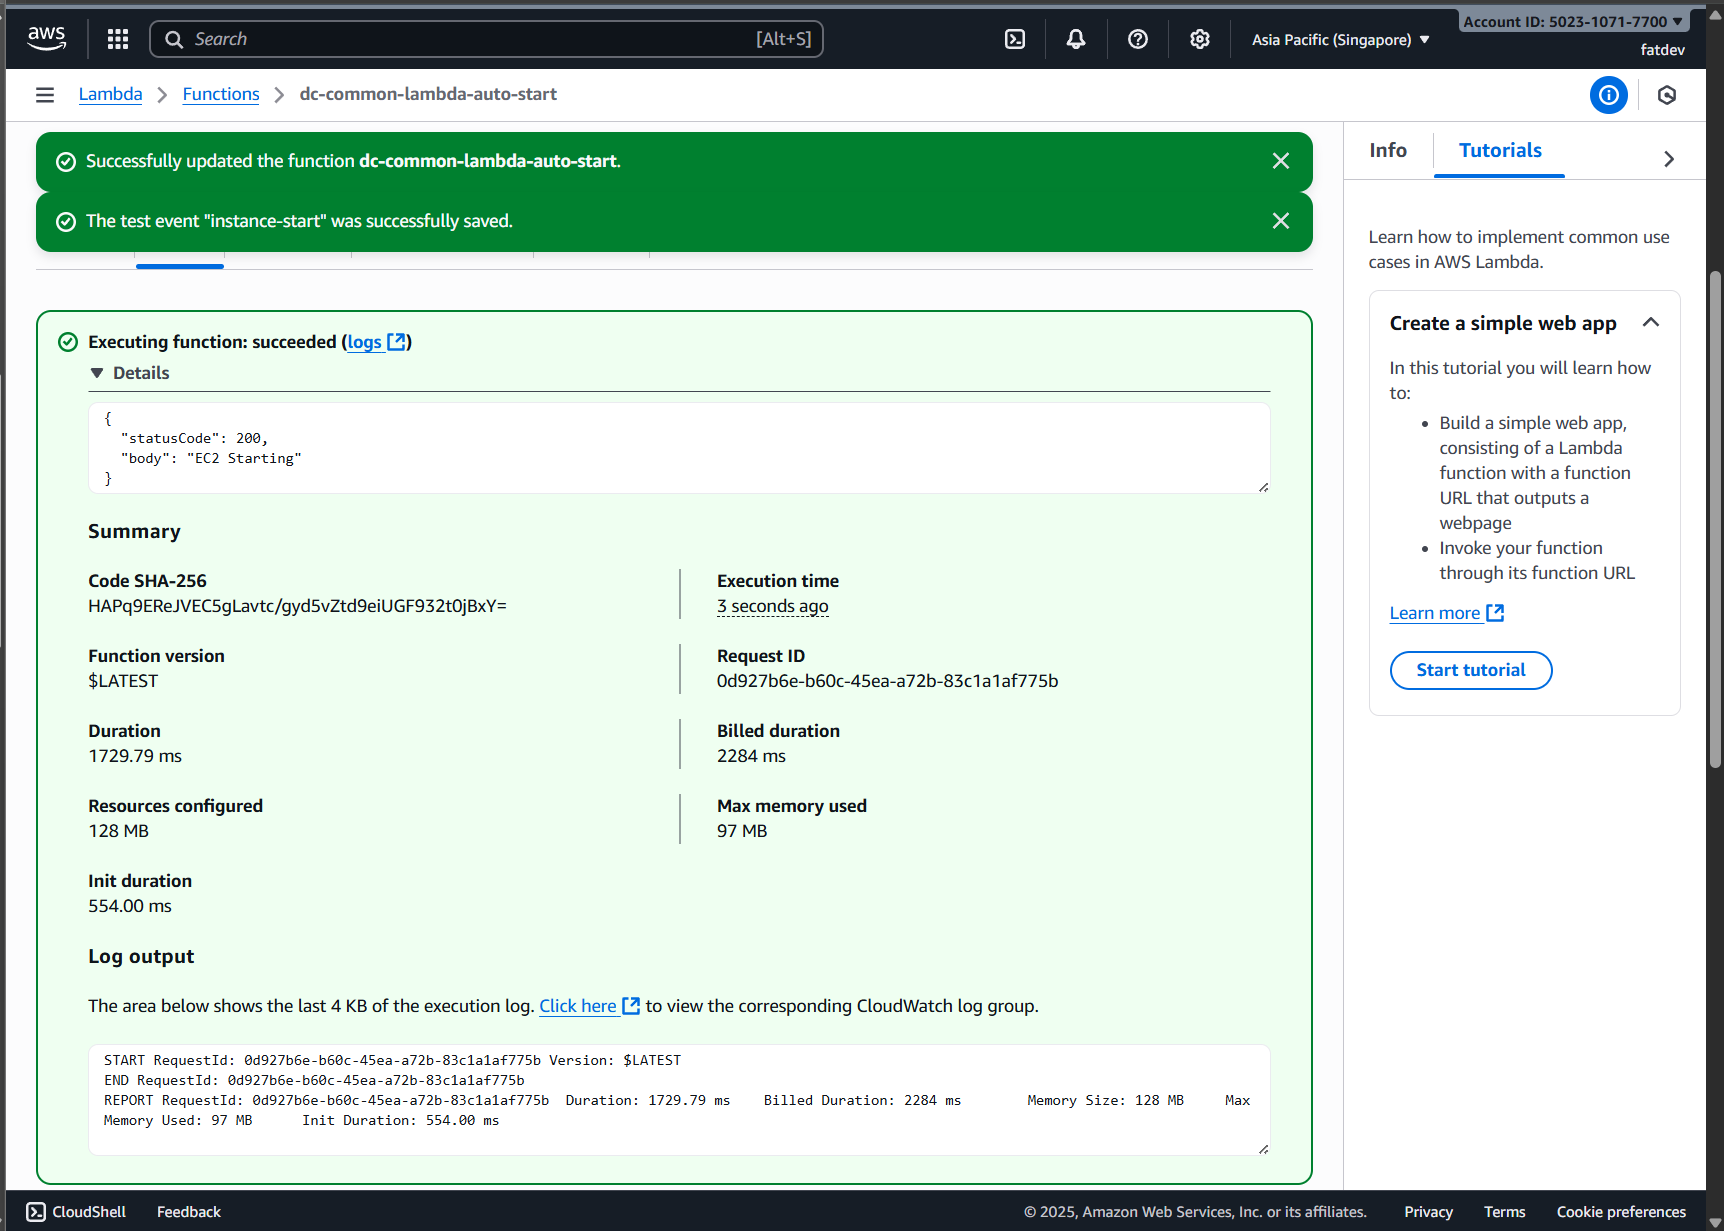 aws
Search
[Alt+S]
Asia Pacific (Singapore)
Account ID: 5023-1071-7700
fatdev
Lambda
Functions
dc-common-lambda-auto-start
Successfully updated the function dc-common-lambda-auto-start.
The test event "instance-start" was successfully saved.
Executing function: succeeded (logs)
Details
{
"statusCode": 200,
"body": "EC2 Starting"
}
Summary
Code SHA-256
HAPq9EReJVEC5gLavtc/gyd5vZtd9eiUGF932t0jBxY=
Execution time
3 seconds ago
Function version
$LATEST
Request ID
0d927b6e-b60c-45ea-a72b-83c1a1af775b
Duration
1729.79 ms
Billed duration
2284 ms
Resources configured
128 MB
Max memory used
97 MB
Init duration
554.00 ms
Log output
The area below shows the last 4 KB of the execution log. Click here to view the corresponding CloudWatch log group.
START RequestId: 0d927b6e-b60c-45ea-a72b-83c1a1af775b Version: $LATEST
END RequestId: 0d927b6e-b60c-45ea-a72b-83c1a1af775b
REPORT RequestId: 0d927b6e-b60c-45ea-a72b-83c1a1af775b Duration: 1729.79 ms Billed Duration: 2284 ms Memory Size: 128 MB Max
Memory Used: 97 MB Init Duration: 554.00 ms
Info
Tutorials
Learn how to implement common use
cases in AWS Lambda.
Create a simple web app
In this tutorial you will learn how
to:
• Build a simple web app,
consisting of a Lambda
function with a function
URL that outputs a
webpage
• Invoke your function
through its function URL
Learn more
Start tutorial
CloudShell
Feedback
© 2025, Amazon Web Services, Inc. or its affiliates.
Privacy
Terms
Cookie preferences